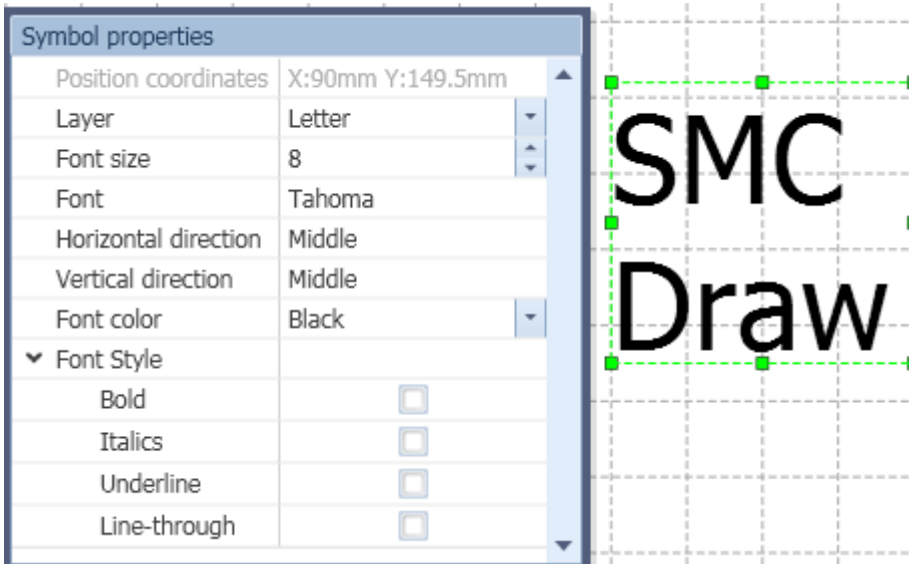 Symbol properties
Position coordinates X:90mm Y:149.5mm
Layer Letter
Font size 8
Font Tahoma
Horizontal direction Middle
Vertical direction Middle
Font color Black
Font Style
Bold
Italics
Underline
Line-through
SMC
Draw